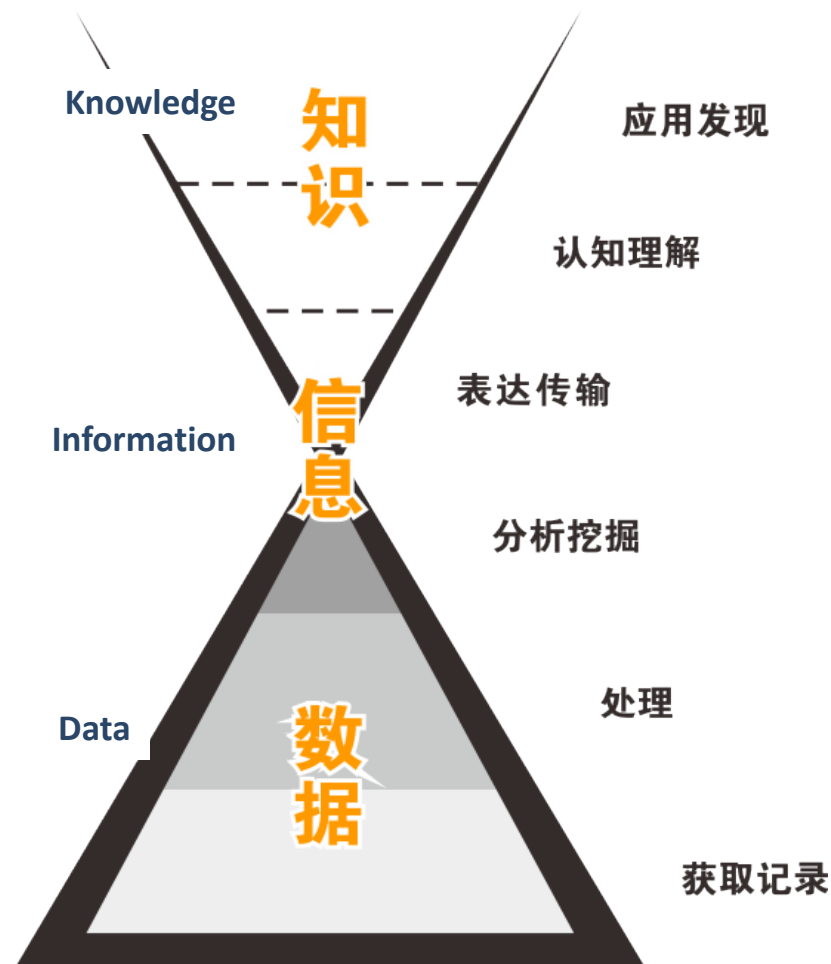 Knowledge
知识
应用发现
认知理解
表达传输
Information
信息
分析挖掘
处理
Data
数据
获取记录